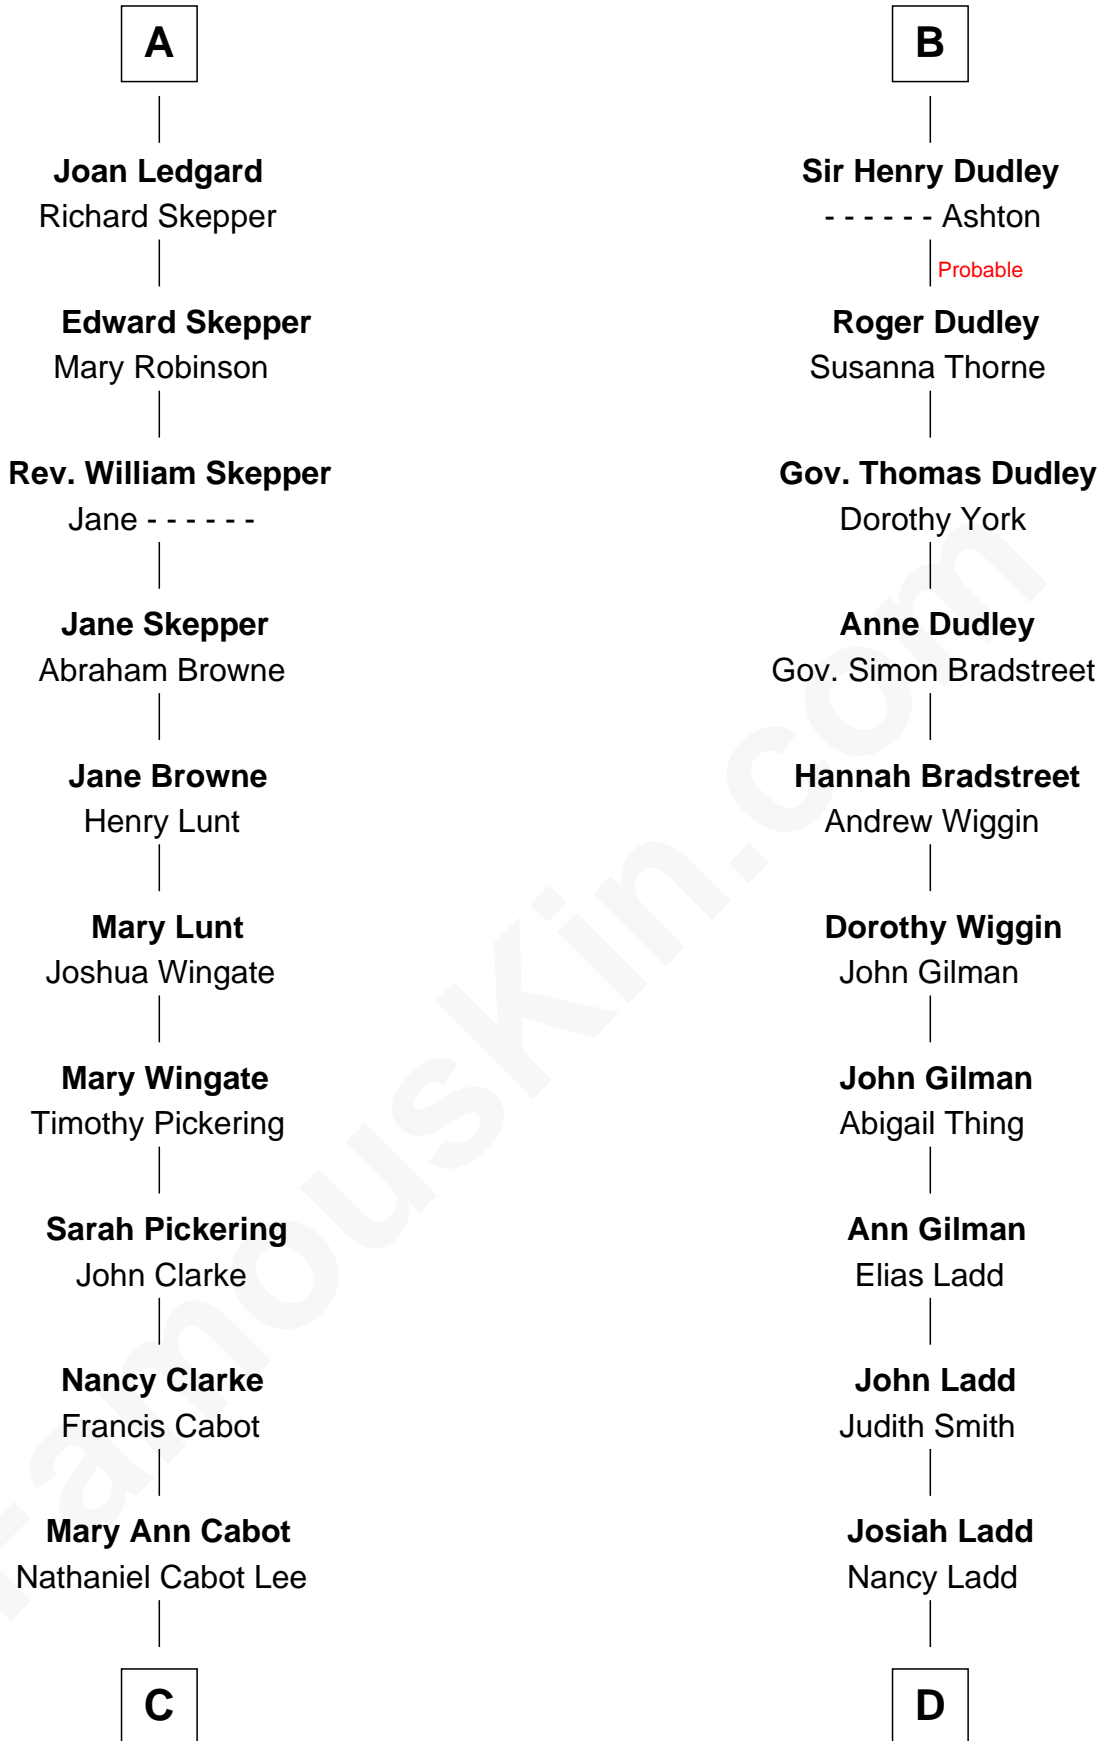 A
Joan Ledgard
Richard Skepper
Edward Skepper
Mary Robinson
Rev. William Skepper
Jane - - - - - -
Jane Skepper
Abraham Browne
Jane Browne
Henry Lunt
Mary Lunt
Joshua Wingate
Mary Wingate
Timothy Pickering
Sarah Pickering
John Clarke
Nancy Clarke
Francis Cabot
Mary Ann Cabot
Nathaniel Cabot Lee
C
B
Sir Henry Dudley
- - - - - - Ashton
Probable
Roger Dudley
Susanna Thorne
Gov. Thomas Dudley
Dorothy York
Anne Dudley
Gov. Simon Bradstreet
Hannah Bradstreet
Andrew Wiggin
Dorothy Wiggin
John Gilman
John Gilman
Abigail Thing
Ann Gilman
Elias Ladd
John Ladd
Judith Smith
Josiah Ladd
Nancy Ladd
D
FamousKin.com